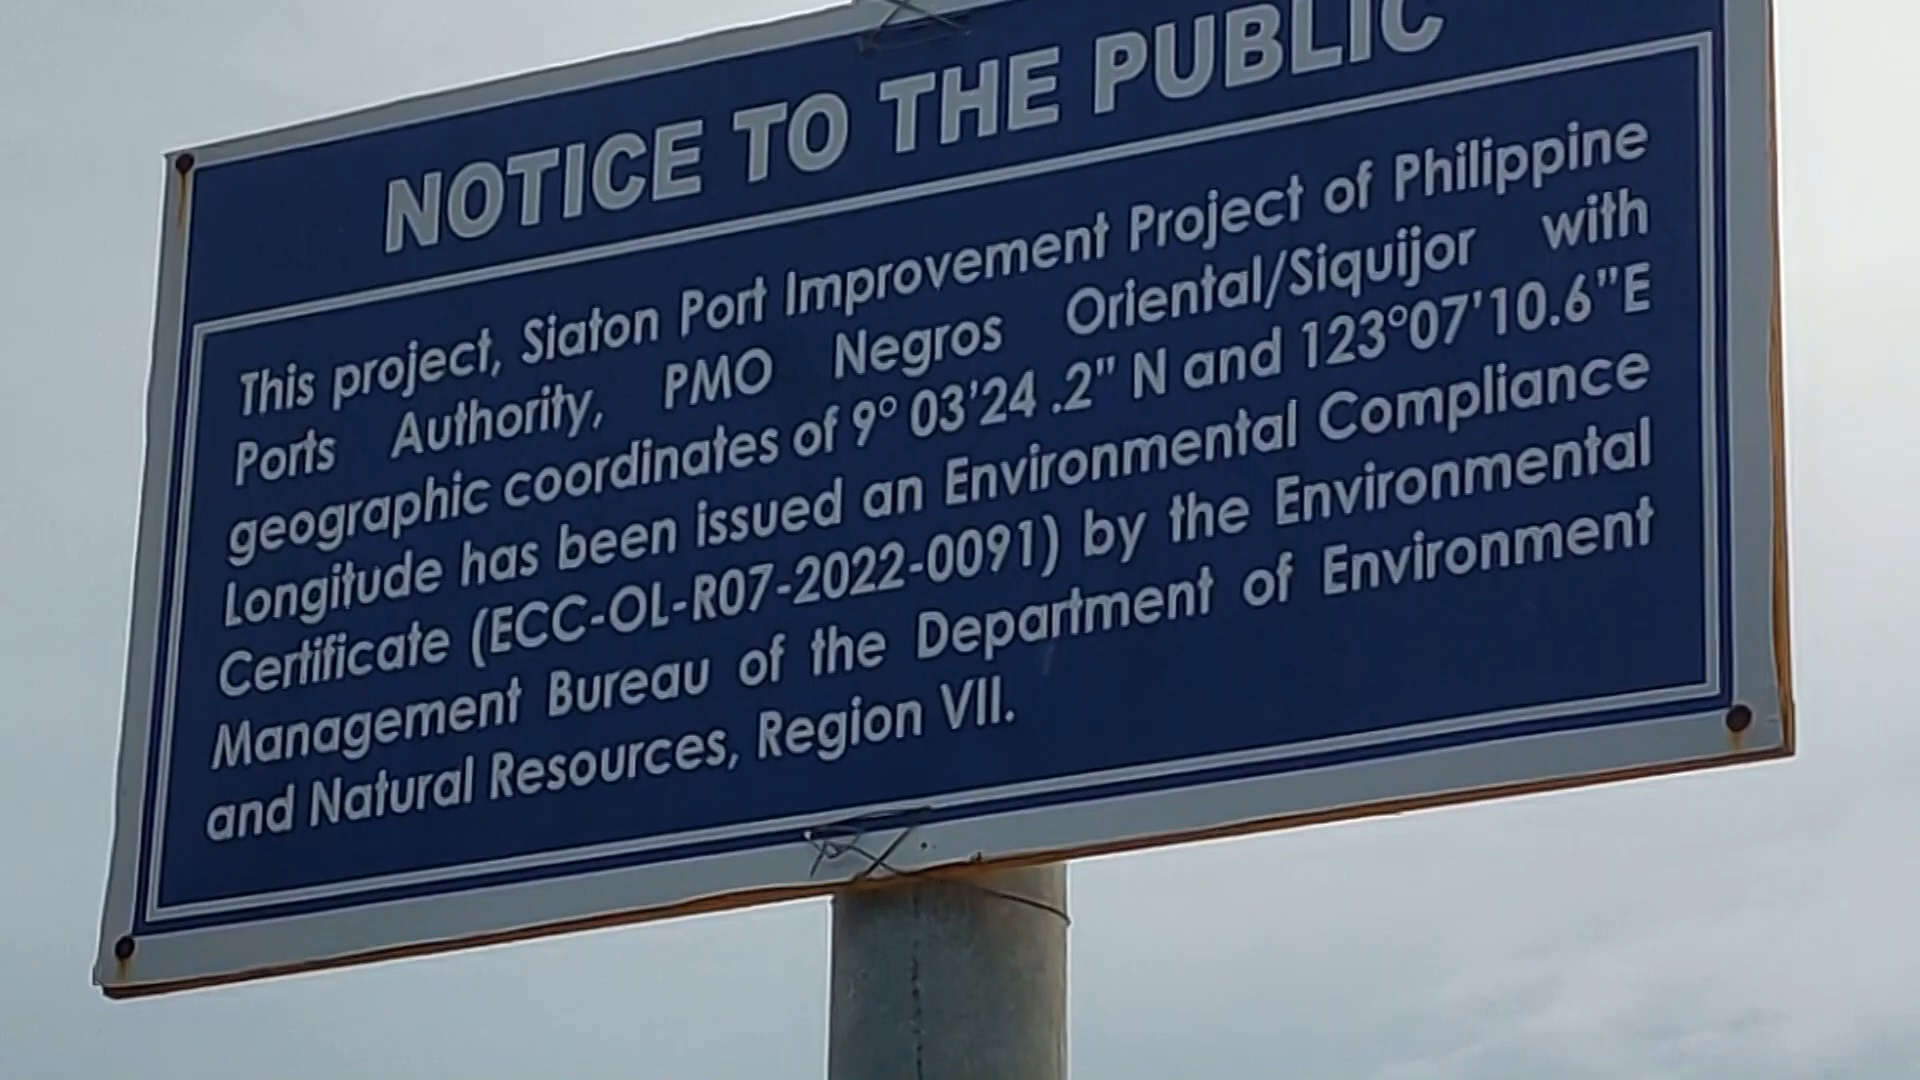 NOTICE TO THE PUBLIC
This project, Siaton Port Improvement Project of Philippine
Ports Authority, PMO Negros Oriental/Siquijor with
geographic coordinates of 9° 03'24 .2" N and 123°07'10.6"E
Longitude has been issued an Environmental Compliance
Certificate (ECC-OL-R07-2022-0091) by the Environmental
Management Bureau of the Department of Environment
and Natural Resources, Region VII.